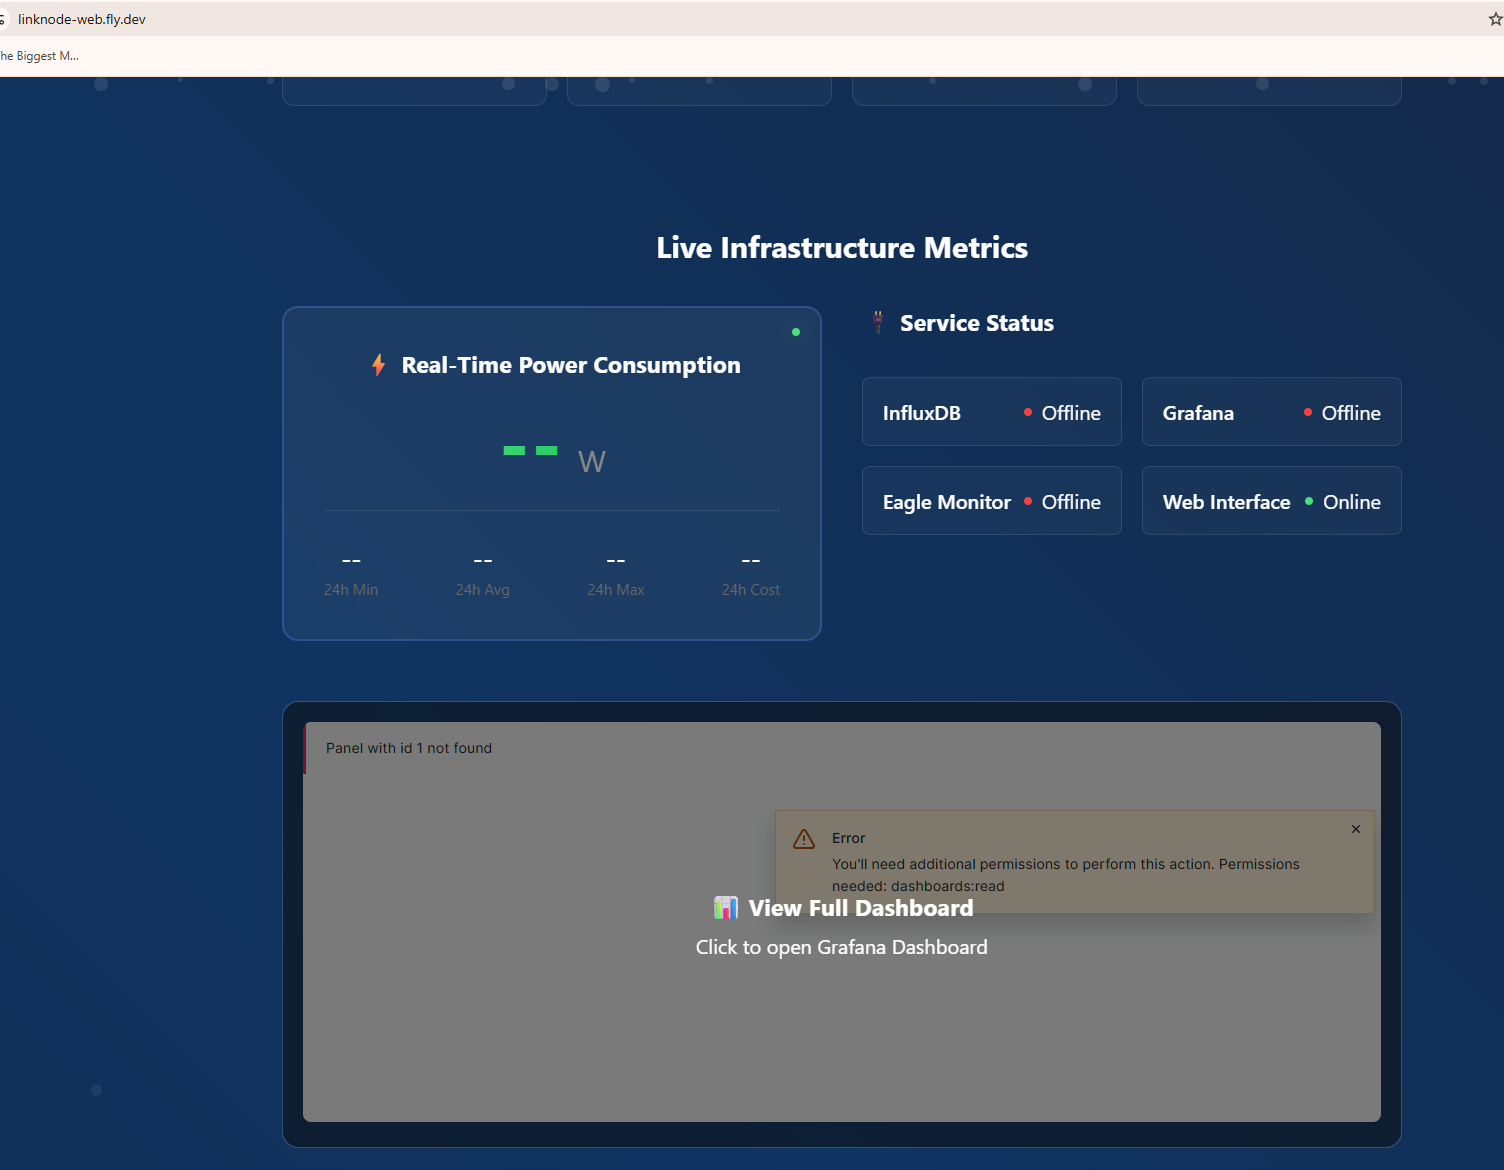 linknode-web.fly.dev
he Biggest M...
Live Infrastructure Metrics
Real-Time Power Consumption
-- W
-- -- -- --
24h Min 24h Avg 24h Max 24h Cost
Service Status
InfluxDB Offline
Grafana Offline
Eagle Monitor Offline
Web Interface Online
Panel with id 1 not found
Error
You'll need additional permissions to perform this action. Permissions
needed: dashboards:read
View Full Dashboard
Click to open Grafana Dashboard